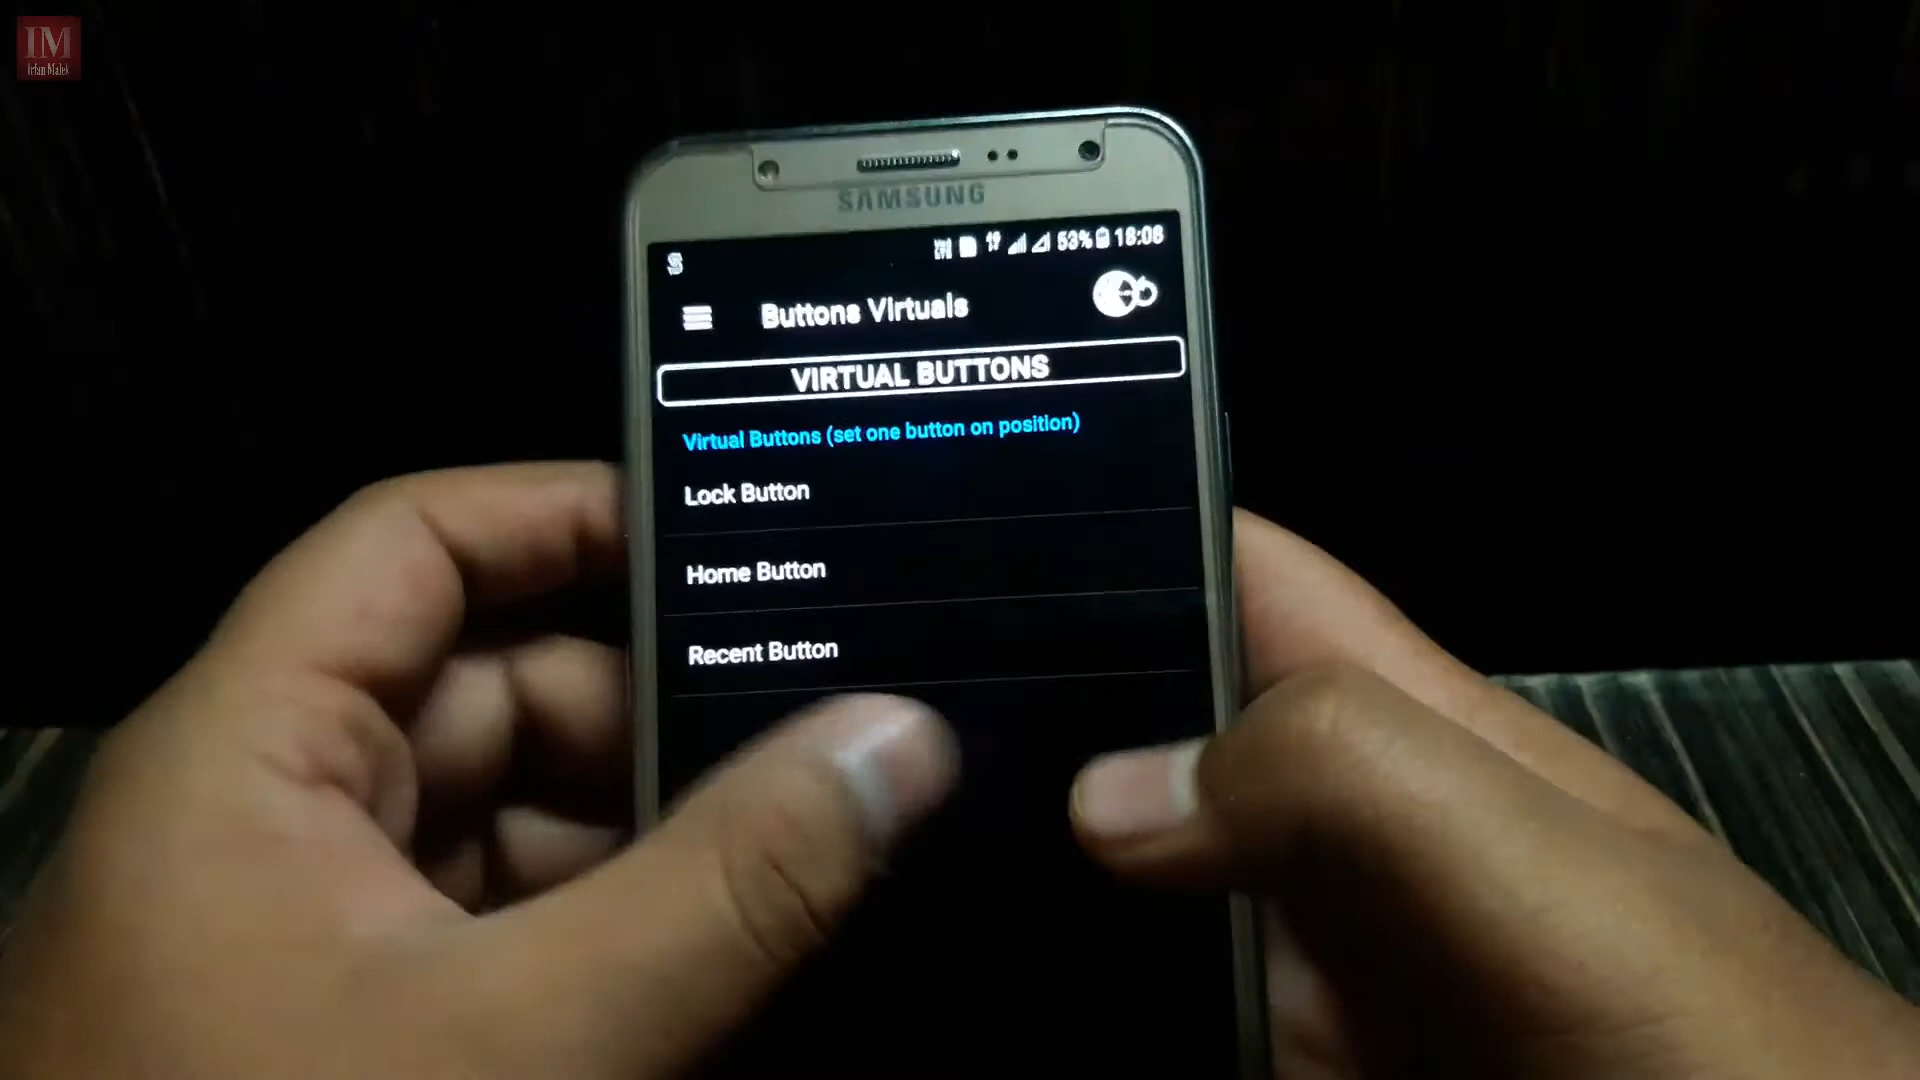 IM
Irfan Malek
SAMSUNG
53% 18:08
Buttons Virtuals
VIRTUAL BUTTONS
Virtual Buttons (set one button on position)
Lock Button
Home Button
Recent Button